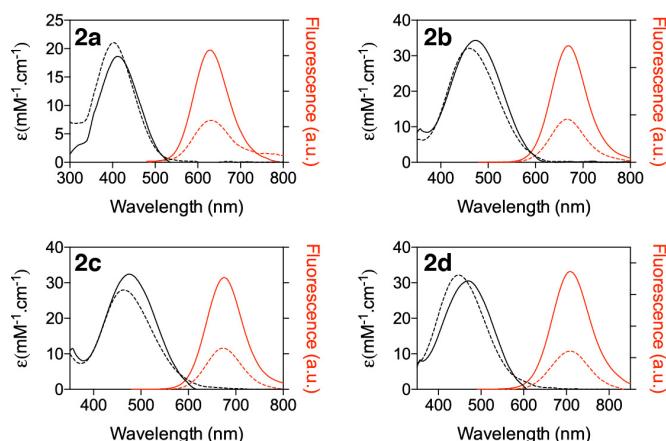 2a
ε(mM-1.cm-1)
25
20
15
10
5
0
300 400 500 600 700 800
Wavelength (nm)
Fluorescence (a.u.)
2b
ε(mM-1.cm-1)
40
30
20
10
0
400 500 600 700 800
Wavelength (nm)
Fluorescence (a.u.)
2c
ε(mM-1.cm-1)
40
30
20
10
0
400 500 600 700 800
Wavelength (nm)
Fluorescence (a.u.)
2d
ε(mM-1.cm-1)
40
30
20
10
0
400 500 600 700 800
Wavelength (nm)
Fluorescence (a.u.)